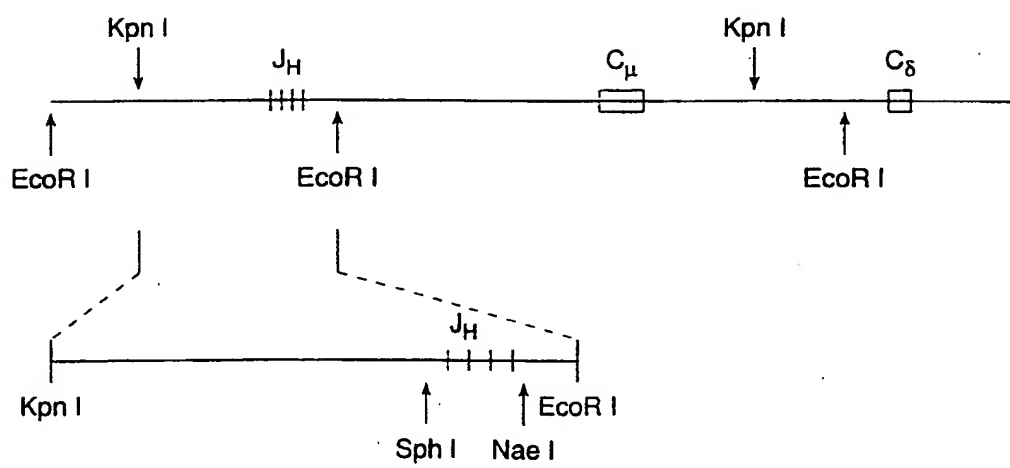 Kpn I
Kpn I
J_H
C_μ
C_δ
EcoR I
EcoR I
EcoR I
J_H
Kpn I
EcoR I
Sph I
Nae I